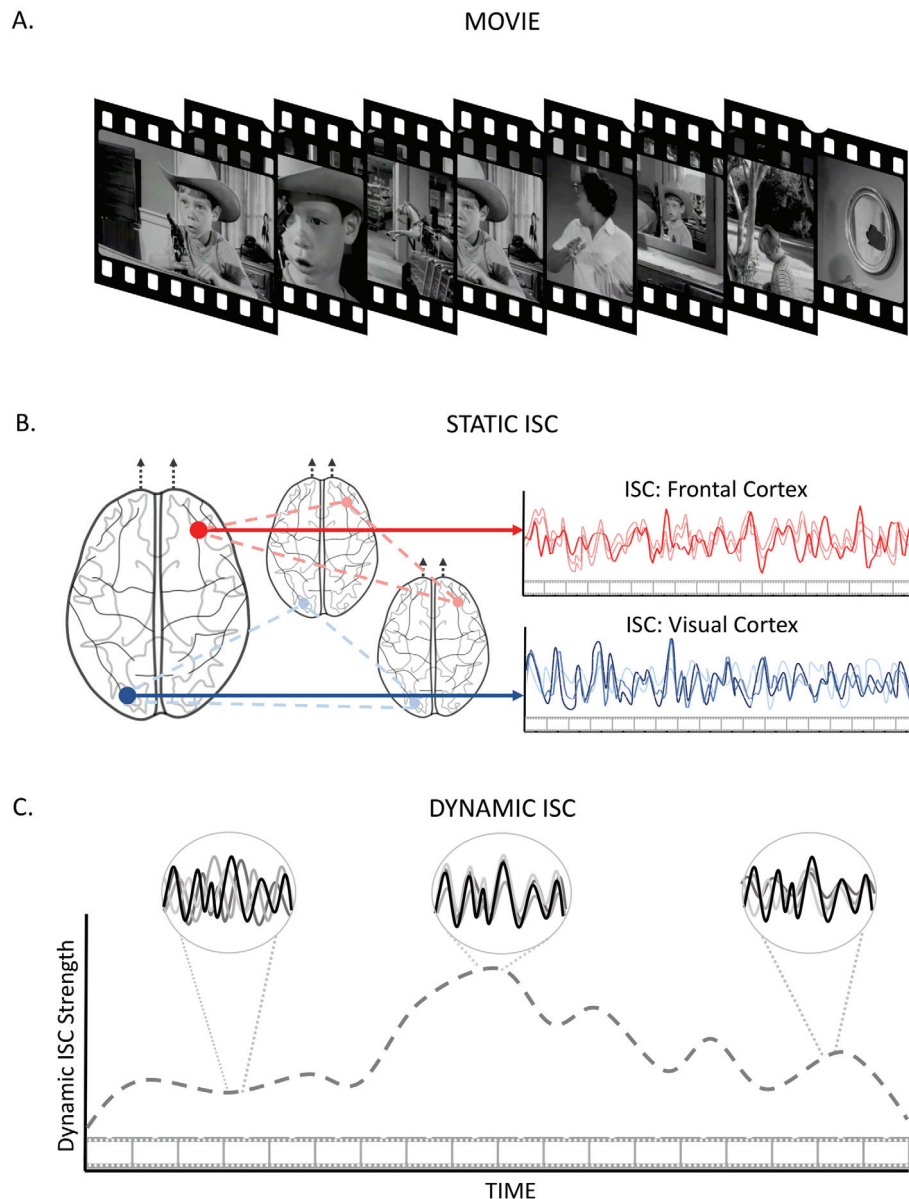 A.
MOVIE
B.
STATIC ISC
ISC: Frontal Cortex
ISC: Visual Cortex
C.
DYNAMIC ISC
Dynamic ISC Strength
TIME